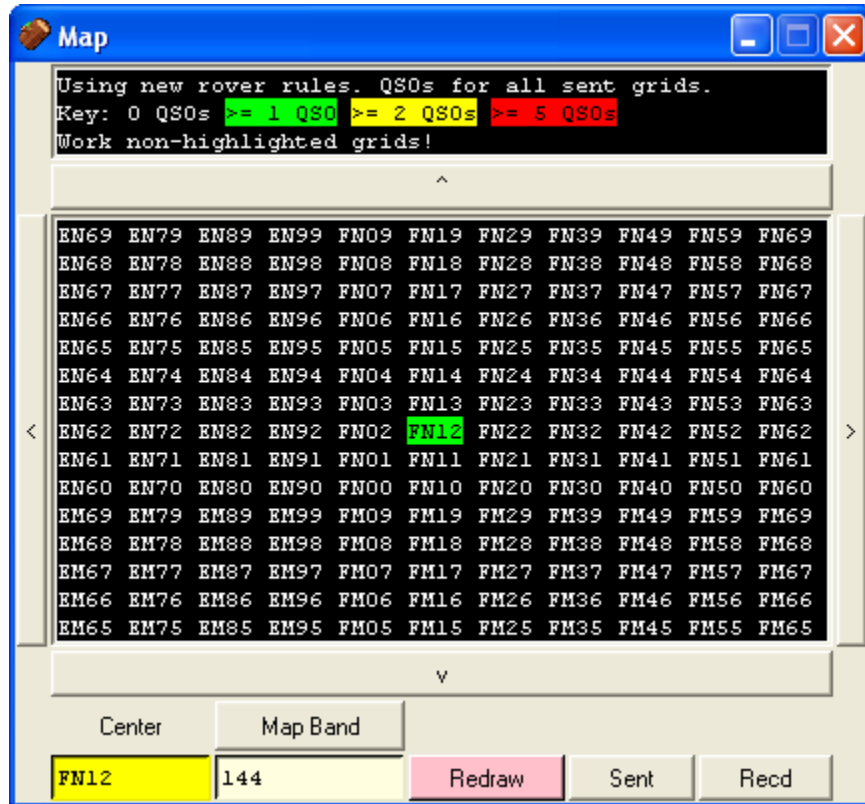 Map
Using new rover rules. QSOs for all sent grids.
Key: 0 QSOs >= 1 QSO >= 2 QSOs >= 5 QSOs
Work non-highlighted grids!
^
EN69 EN79 EN89 EN99 FN09 FN19 FN29 FN39 FN49 FN59 FN69
EN68 EN78 EN88 EN98 FN08 FN18 FN28 FN38 FN48 FN58 FN68
EN67 EN77 EN87 EN97 FN07 FN17 FN27 FN37 FN47 FN57 FN67
EN66 EN76 EN86 EN96 FN06 FN16 FN26 FN36 FN46 FN56 FN66
EN65 EN75 EN85 EN95 FN05 FN15 FN25 FN35 FN45 FN55 FN65
EN64 EN74 EN84 EN94 FN04 FN14 FN24 FN34 FN44 FN54 FN64
EN63 EN73 EN83 EN93 FN03 FN13 FN23 FN33 FN43 FN53 FN63
< EN62 EN72 EN82 EN92 FN02 FN12 FN22 FN32 FN42 FN52 FN62 >
EN61 EN71 EN81 EN91 FN01 FN11 FN21 FN31 FN41 FN51 FN61
EN60 EN70 EN80 EN90 FN00 FN10 FN20 FN30 FN40 FN50 FN60
EM69 EM79 EM89 EM99 FM09 FM19 FM29 FM39 FM49 FM59 FM69
EM68 EM78 EM88 EM98 FM08 FM18 FM28 FM38 FM48 FM58 FM68
EM67 EM77 EM87 EM97 FM07 FM17 FM27 FM37 FM47 FM57 FM67
EM66 EM76 EM86 EM96 FM06 FM16 FM26 FM36 FM46 FM56 FM66
EM65 EM75 EM85 EM95 FM05 FM15 FM25 FM35 FM45 FM55 FM65
v
Center Map Band
FN12 144 Redraw Sent Recd